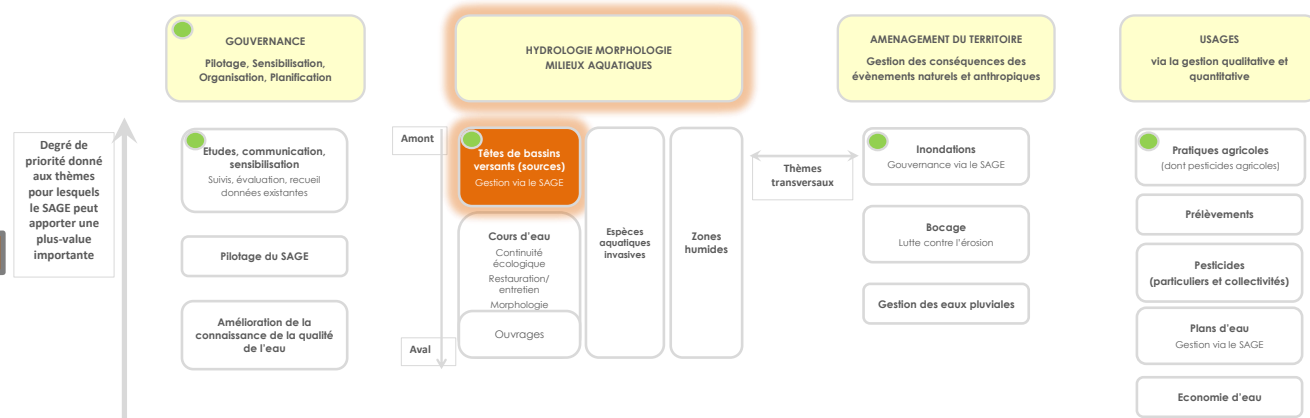 GOUVERNANCE
Pilotage, Sensibilisation,
Organisation, Planification
HYDROLOGIE MORPHOLOGIE
MILIEUX AQUATIQUES
AMENAGEMENT DU TERRITOIRE
Gestion des conséquences des
évènements naturels et anthropiques
USAGES
via la gestion qualitative et
quantitative
Degré de
priorité donné
aux thèmes
pour lesquels
le SAGE peut
apporter une
plus-value
importante
Etudes, communication,
sensibilisation
Suivis, évaluation, recueil
données existantes
Pilotage du SAGE
Amélioration de la
connaissance de la qualité
de l'eau
Amont
Aval
Têtes de bassins
versants (sources)
Gestion via le SAGE
Cours d'eau
Continuité
écologique
Restauration/
entretien
Morphologie
Ouvrages
Espèces
aquatiques
invasives
Zones
humides
Thèmes
transversaux
Inondations
Gouvernance via le SAGE
Bocage
Lutte contre l'érosion
Gestion des eaux pluviales
Pratiques agricoles
(dont pesticides agricoles)
Prélèvements
Pesticides
(particuliers et collectivités)
Plans d'eau
Gestion via le SAGE
Economie d'eau